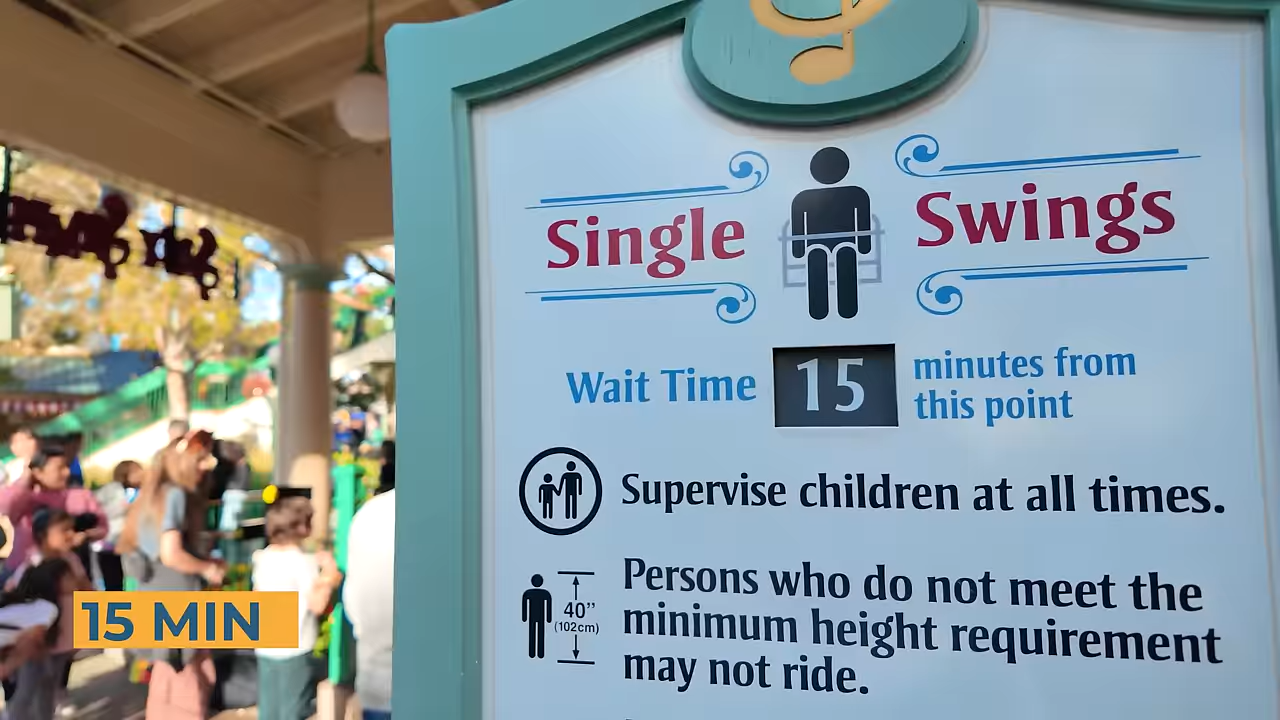 Single Swings
Wait Time 15 minutes from
this point
Supervise children at all times.
40"
(102cm)
Persons who do not meet the
minimum height requirement
may not ride.
15 MIN